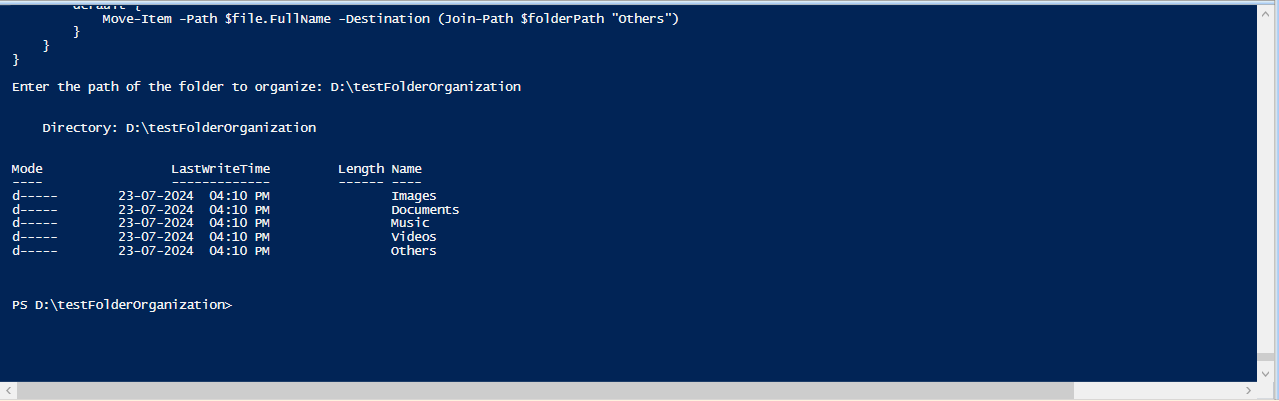 default {
Move-Item -Path $file.FullName -Destination (Join-Path $folderPath "Others")
}
}
}
Enter the path of the folder to organize: D:\testFolderOrganization
Directory: D:\testFolderOrganization
Mode LastWriteTime Length Name
---- ------------- ------ ----
d----- 23-07-2024 04:10 PM Images
d----- 23-07-2024 04:10 PM Documents
d----- 23-07-2024 04:10 PM Music
d----- 23-07-2024 04:10 PM Videos
d----- 23-07-2024 04:10 PM Others
PS D:\testFolderOrganization>